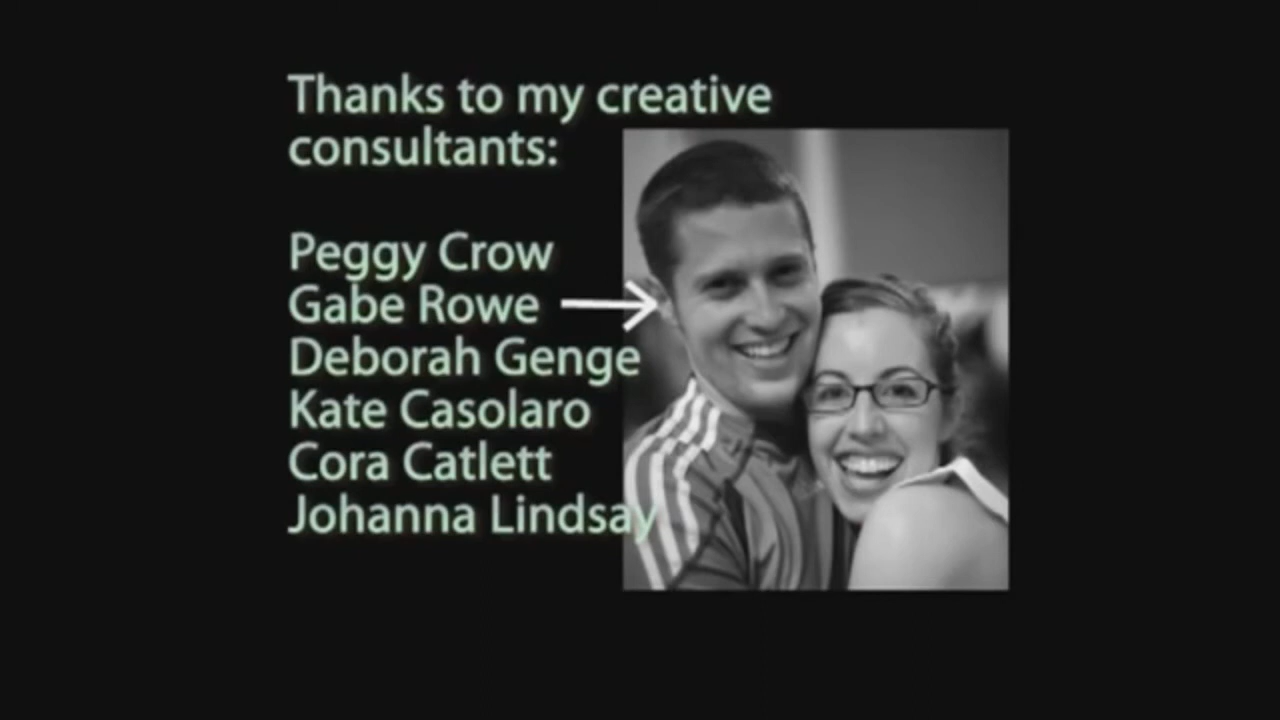 Thanks to my creative
consultants:
Peggy Crow
Gabe Rowe
Deborah Genge
Kate Casolaro
Cora Catlett
Johanna Lindsay